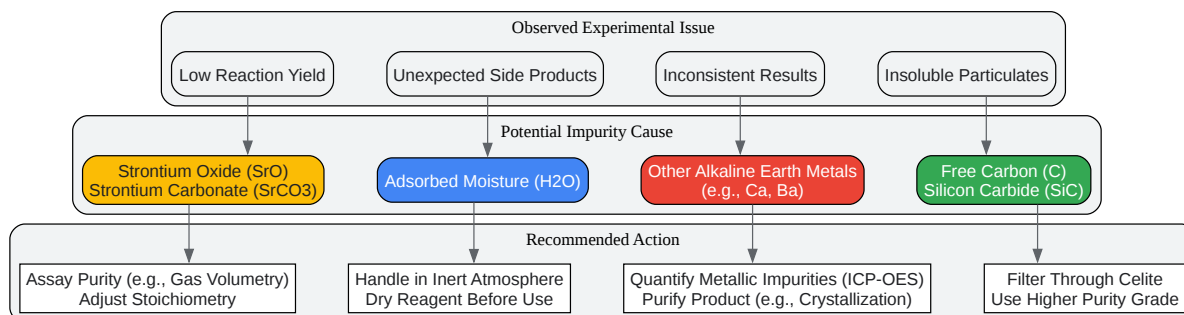 Observed Experimental Issue
Low Reaction Yield
Unexpected Side Products
Inconsistent Results
Insoluble Particulates
Potential Impurity Cause
Strontium Oxide (SrO)
Strontium Carbonate (SrCO3)
Adsorbed Moisture (H2O)
Other Alkaline Earth Metals
(e.g., Ca, Ba)
Free Carbon (C)
Silicon Carbide (SiC)
Recommended Action
Assay Purity (e.g., Gas Volumetry)
Adjust Stoichiometry
Handle in Inert Atmosphere
Dry Reagent Before Use
Quantify Metallic Impurities (ICP-OES)
Purify Product (e.g., Crystallization)
Filter Through Celite
Use Higher Purity Grade